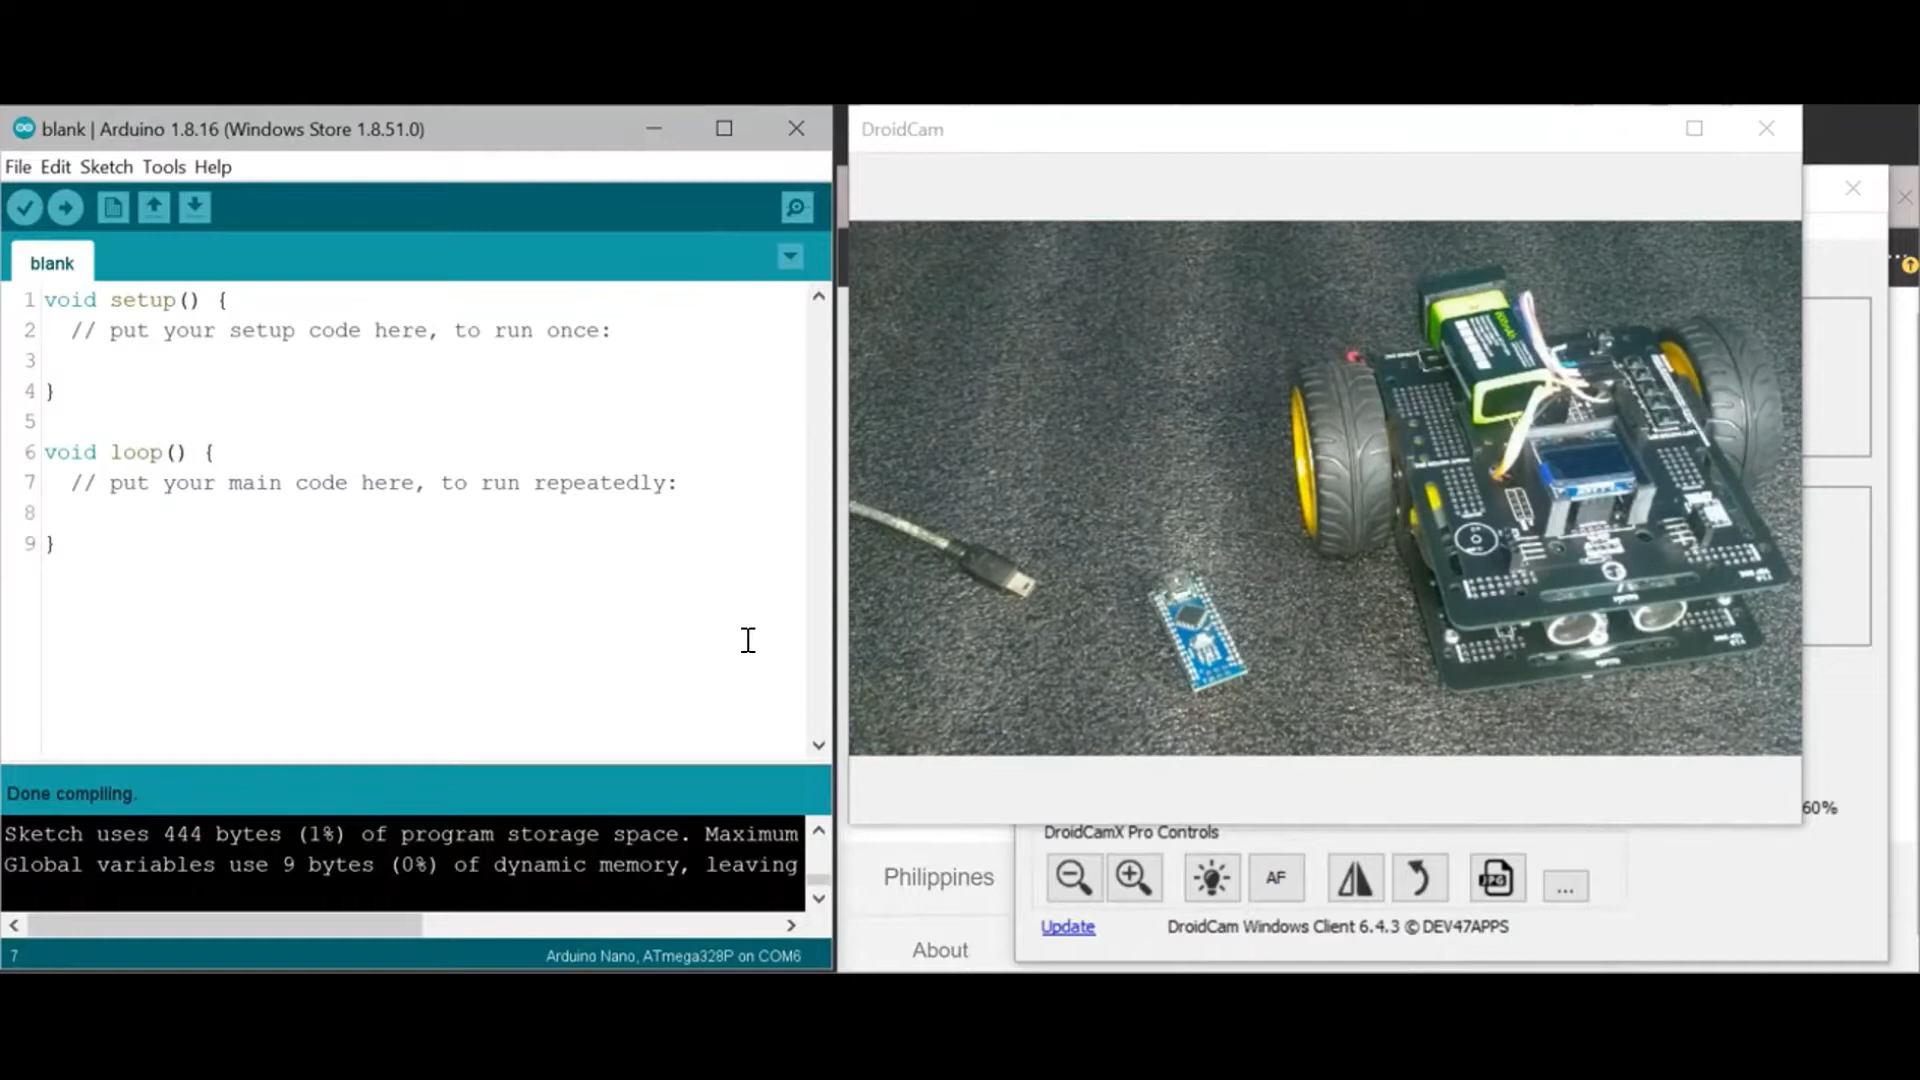 blank | Arduino 1.8.16 (Windows Store 1.8.51.0)
File Edit Sketch Tools Help
blank
1 void setup() {
2 // put your setup code here, to run once:
3
4 }
5
6 void loop() {
7 // put your main code here, to run repeatedly:
8
9 }
Done compiling.
Sketch uses 444 bytes (1%) of program storage space. Maximum
Global variables use 9 bytes (0%) of dynamic memory, leaving
7
Arduino Nano, ATmega328P on COM6
DroidCam
60%
DroidCamX Pro Controls
AF
JPG
...
Philippines
Update
DroidCam Windows Client 6.4.3 © DEV47APPS
About